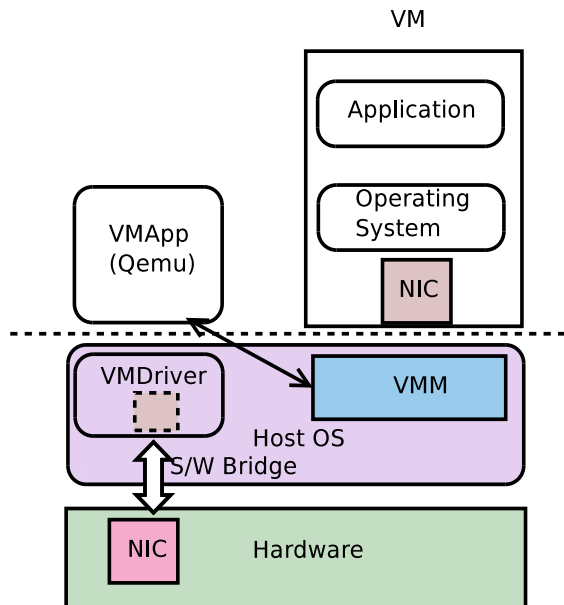 VM
Application
Operating
System
NIC
VMApp
(Qemu)
VMDriver
VMM
Host OS
S/W Bridge
NIC
Hardware